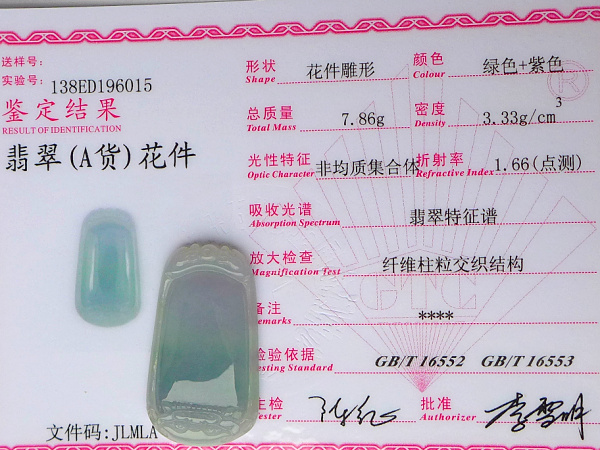 送样号:
实验号: 138ED196015
鉴定结果
RESULT OF IDENTIFICATION
翡翠(A货)花件
文件码:JLMLA
形状 花件雕形 颜色 绿色+紫色
Shape Colour
总质量 7.86g 密度 3.33g/cm3
Total Mass Density
光性特征 非均质集合体 折射率 1.66(点测)
Optic Character Refractive Index
吸收光谱 翡翠特征谱
Absorption Spectrum
放大检查 纤维柱粒交织结构
Magnification Test
备注 ****
emarks
检验依据 GB/T 16552 GB/T 16553
esting Standard
主检 批准
ester Authorizer
GTC